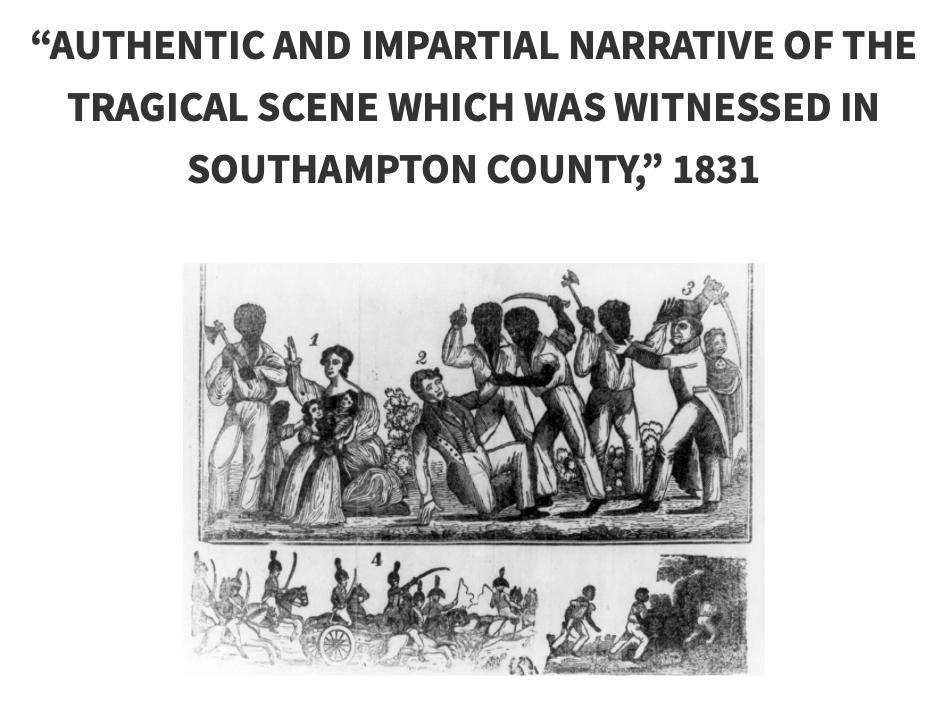 “AUTHENTIC AND IMPARTIAL NARRATIVE OF THE
TRAGICAL SCENE WHICH WAS WITNESSED IN
SOUTHAMPTON COUNTY,” 1831
1
2
3
4